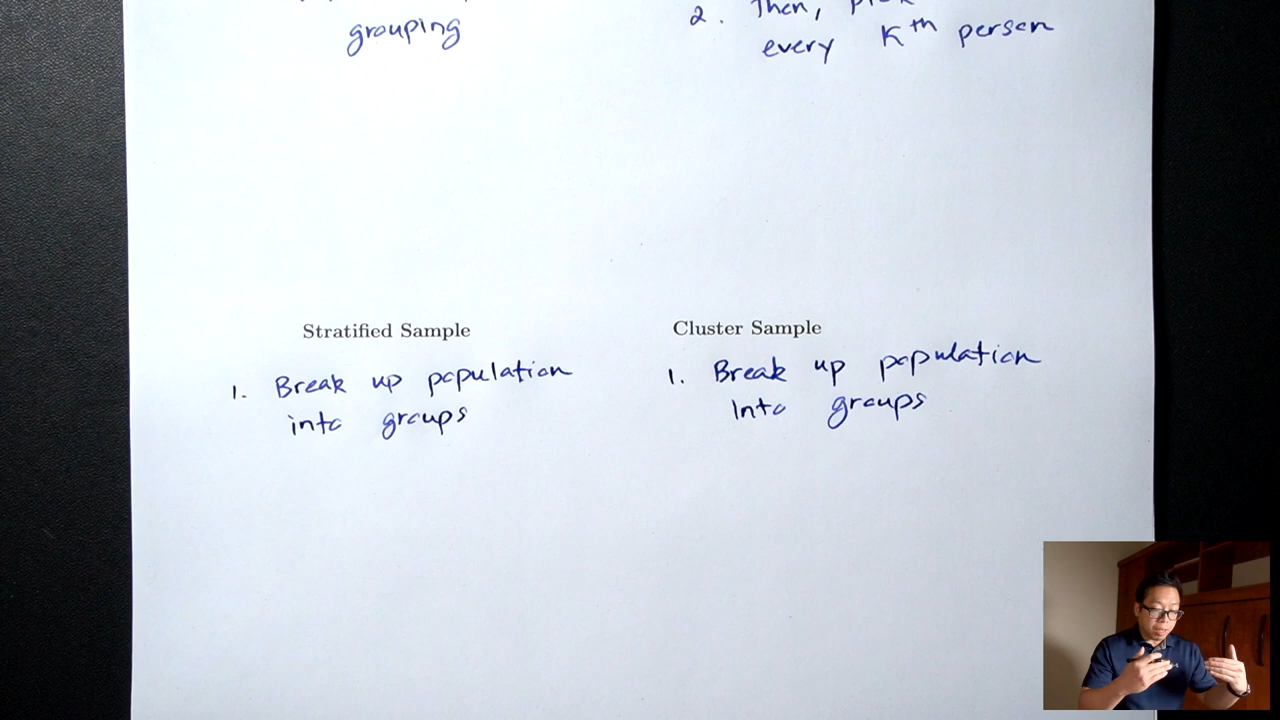 grouping
2. Then,
every Kth person
Stratified Sample
1. Break up population
into groups
Cluster Sample
1. Break up population
Into groups